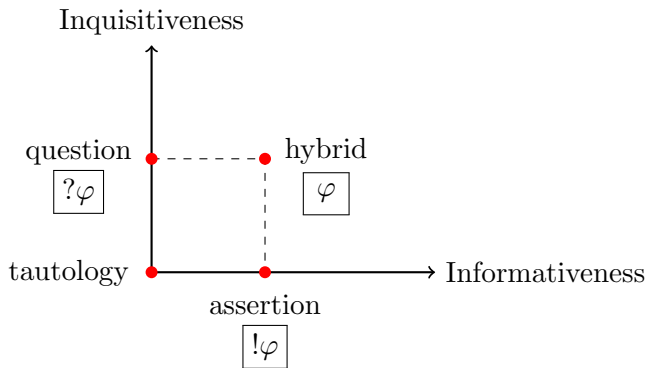 Inquisitiveness
question
hybrid
?φ
φ
tautology
Informativeness
assertion
!φ